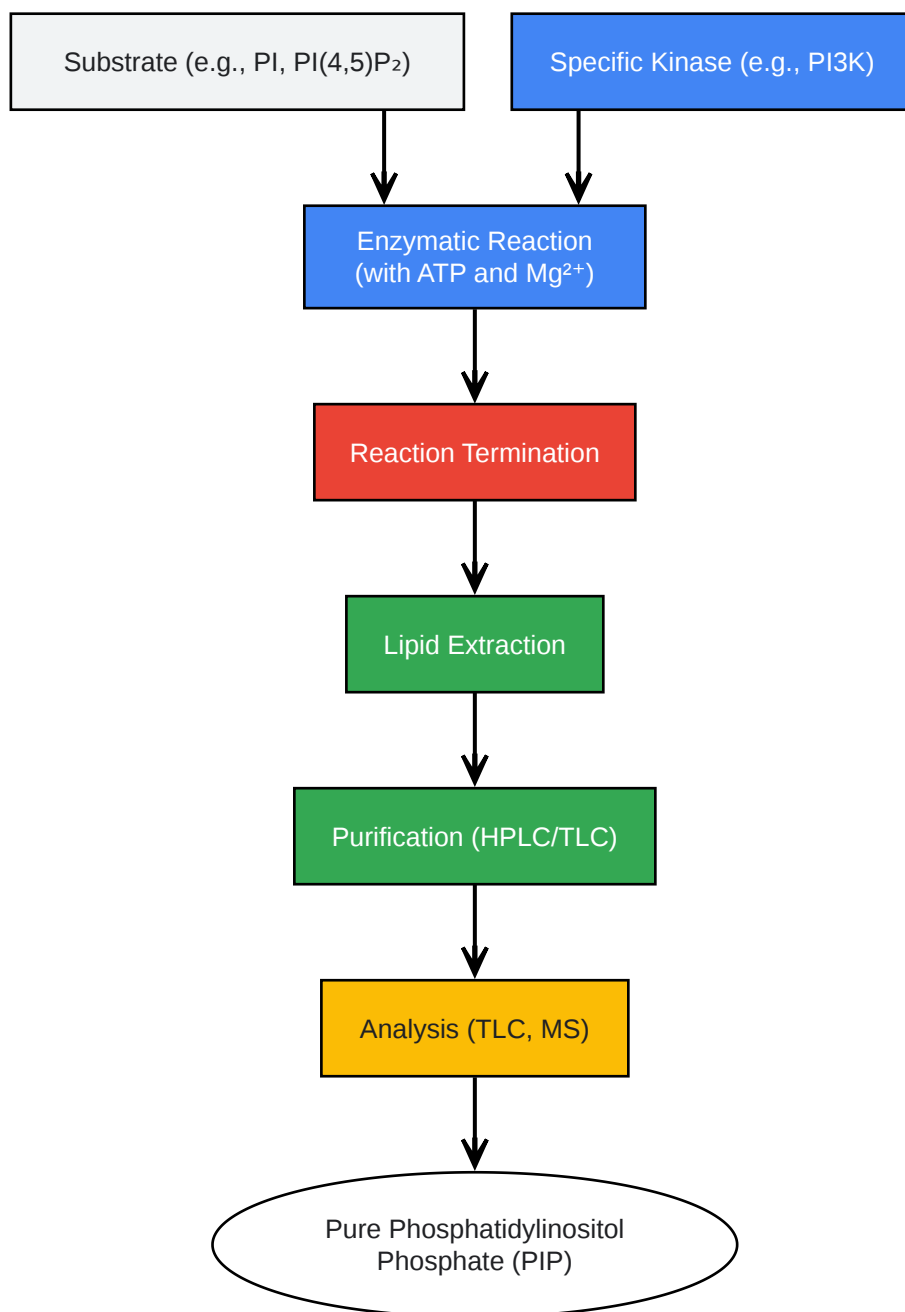 Substrate (e.g., PI, PI(4,5)P₂)
Specific Kinase (e.g., PI3K)
Enzymatic Reaction
(with ATP and Mg²⁺)
Reaction Termination
Lipid Extraction
Purification (HPLC/TLC)
Analysis (TLC, MS)
Pure Phosphatidylinositol
Phosphate (PIP)